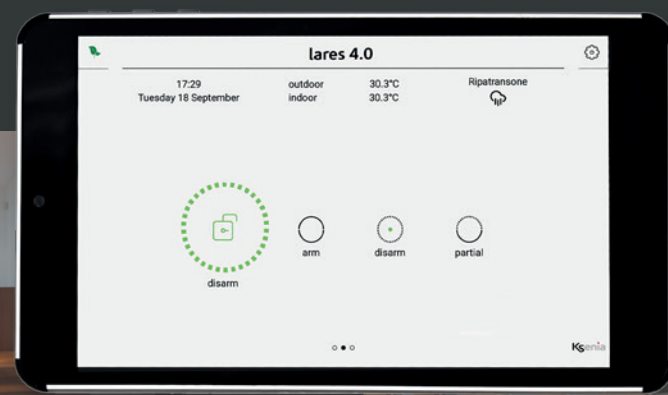 lares 4.0
17:29
Tuesday 18 September
outdoor 30.3°C
indoor 30.3°C
Ripatransone
disarm
arm
disarm
partial
Ksenia